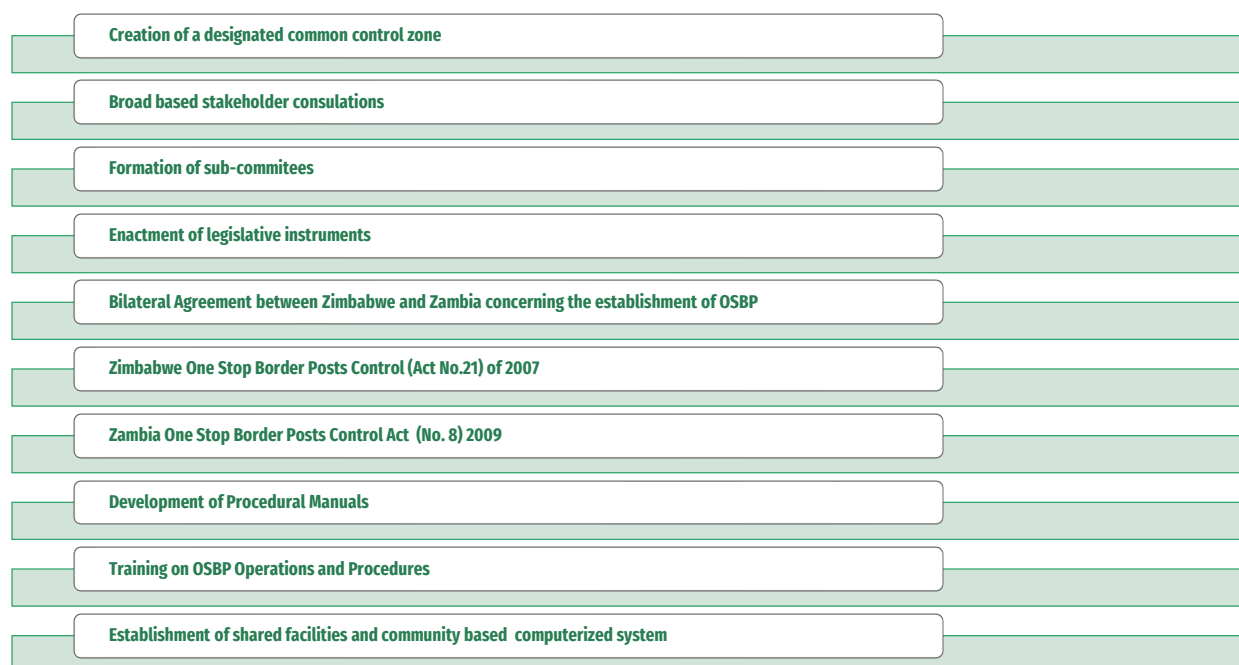 Creation of a designated common control zone
Broad based stakeholder consulations
Formation of sub-commitees
Enactment of legislative instruments
Bilateral Agreement between Zimbabwe and Zambia concerning the establishment of OSBP
Zimbabwe One Stop Border Posts Control (Act No.21) of 2007
Zambia One Stop Border Posts Control Act (No. 8) 2009
Development of Procedural Manuals
Training on OSBP Operations and Procedures
Establishment of shared facilities and community based computerized system